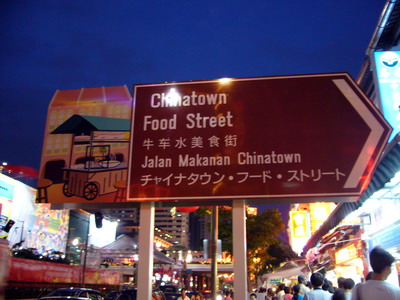 Chinatown
Food Street
牛车水美食街
Jalan Makanan Chinatown
チャイナタウン・フード・ストリート